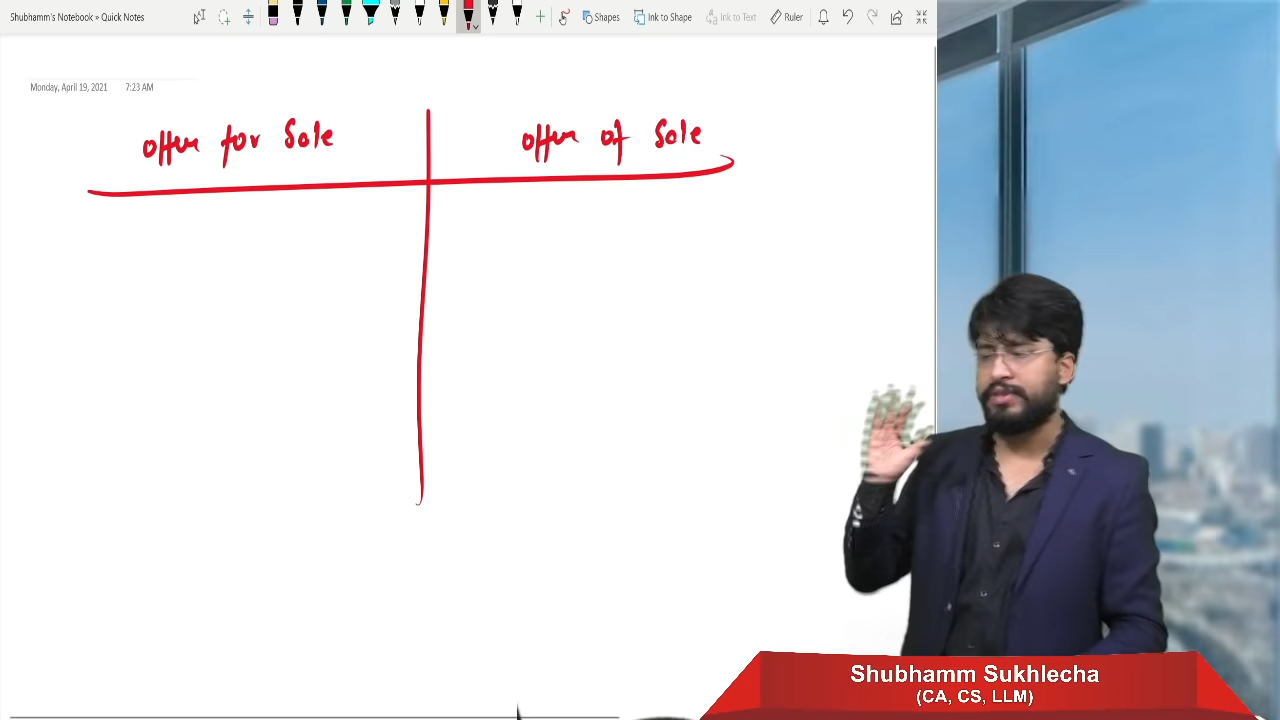 Shubhamm's Notebook » Quick Notes
Shapes
Ink to Shape
Ink to Text
Ruler
Monday, April 19, 2021 7:23 AM
Offer for Sale
Offer of Sale
Shubhamm Sukhlecha
(CA, CS, LLM)